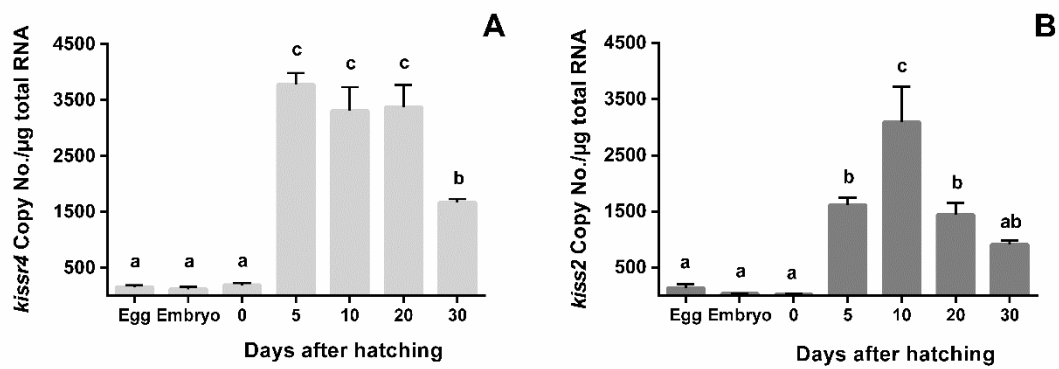 A
kissr4 Copy No./µg total RNA
4500
3500
2500
1500
500
a
a
a
c
c
c
b
Egg Embryo 0 5 10 20 30
Days after hatching
B
kiss2 Copy No./µg total RNA
4500
3500
2500
1500
500
a
a
a
b
c
b
ab
Egg Embryo 0 5 10 20 30
Days after hatching